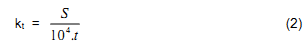 kₜ = S / 10⁴.t (2)